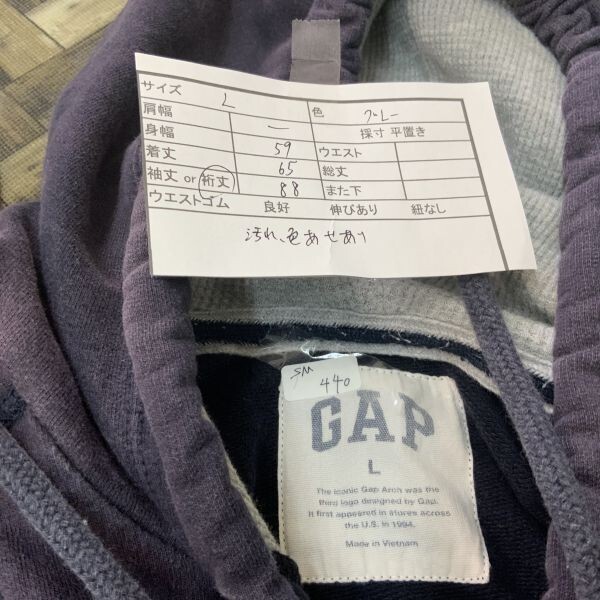 サイズ L 色 グレー
肩幅 — 採寸 平置き
身幅 59 ウエスト
着丈 65 総丈
袖丈 or 裄丈 88 また下
ウエストゴム 良好 伸びあり 紐なし
汚れ、色あせあり
SM
440
GAP
L
The iconic Gap Arch was the
third logo designed by Gap.
It first appeared in stores across
the U.S. in 1994.
Made in Vietnam